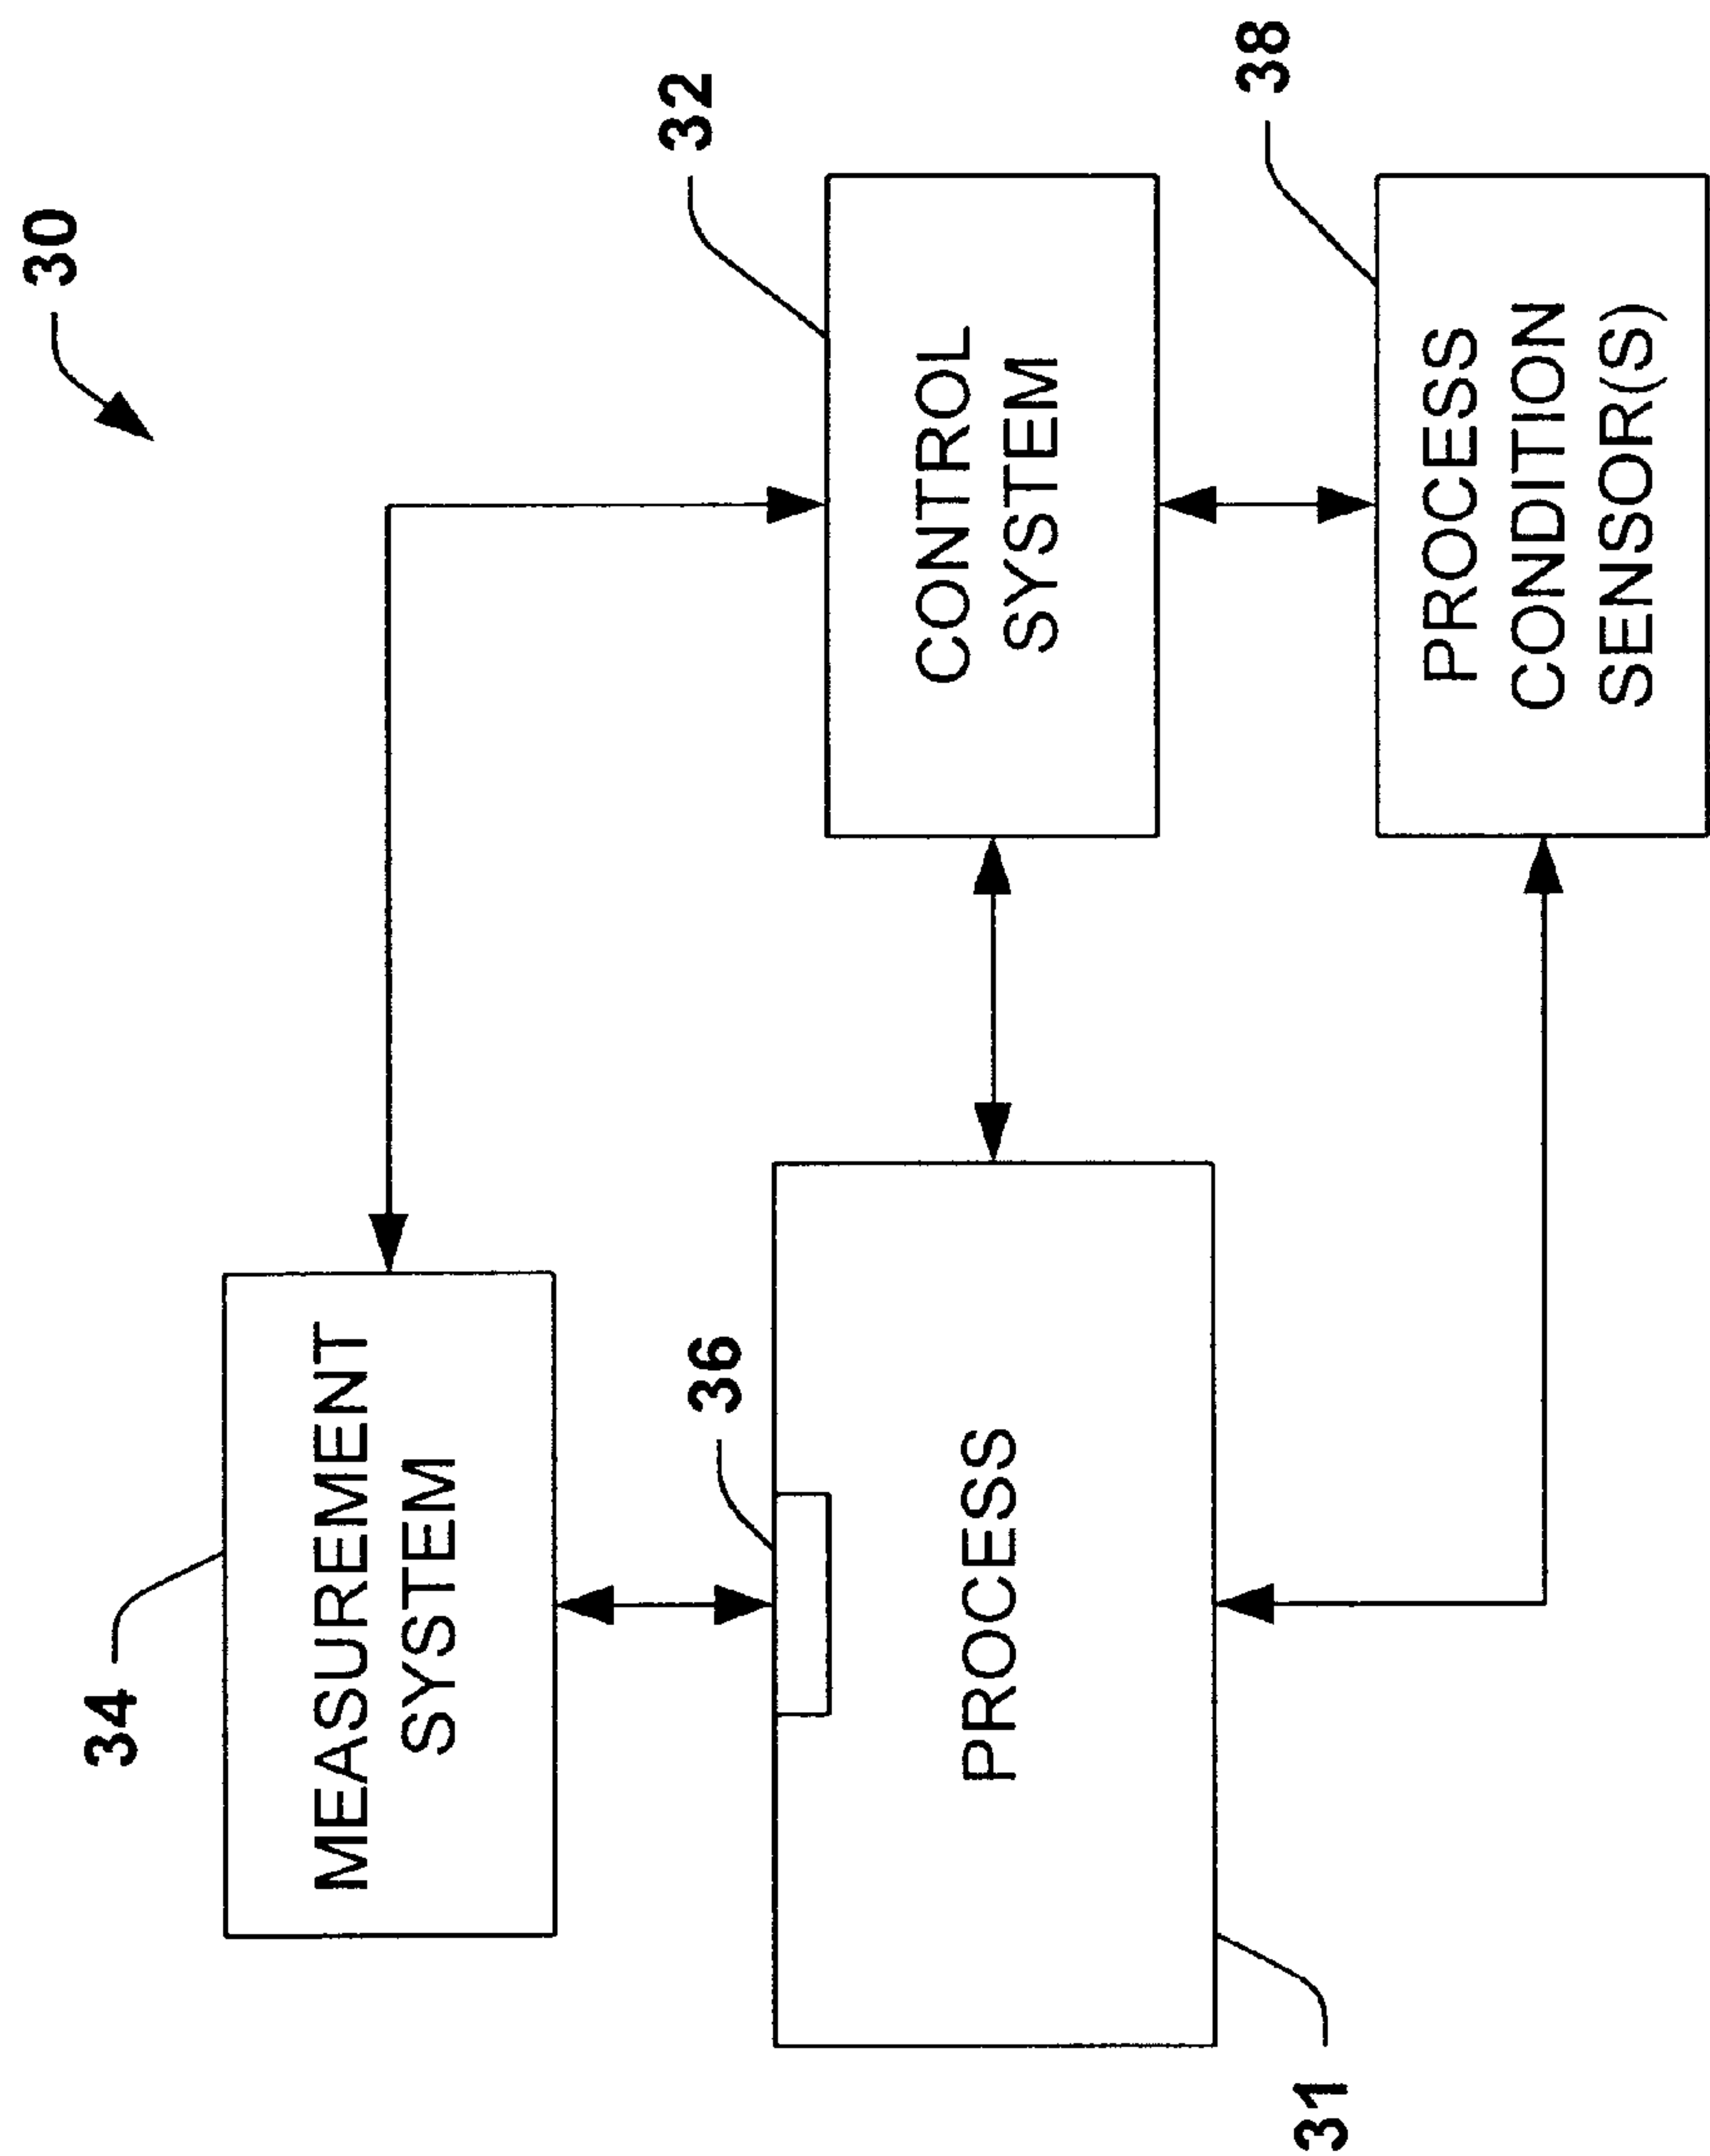 30
34
MEASUREMENT
SYSTEM
32
36
CONTROL
SYSTEM
PROCESS
38
PROCESS
CONDITION
SENSOR(S)
31